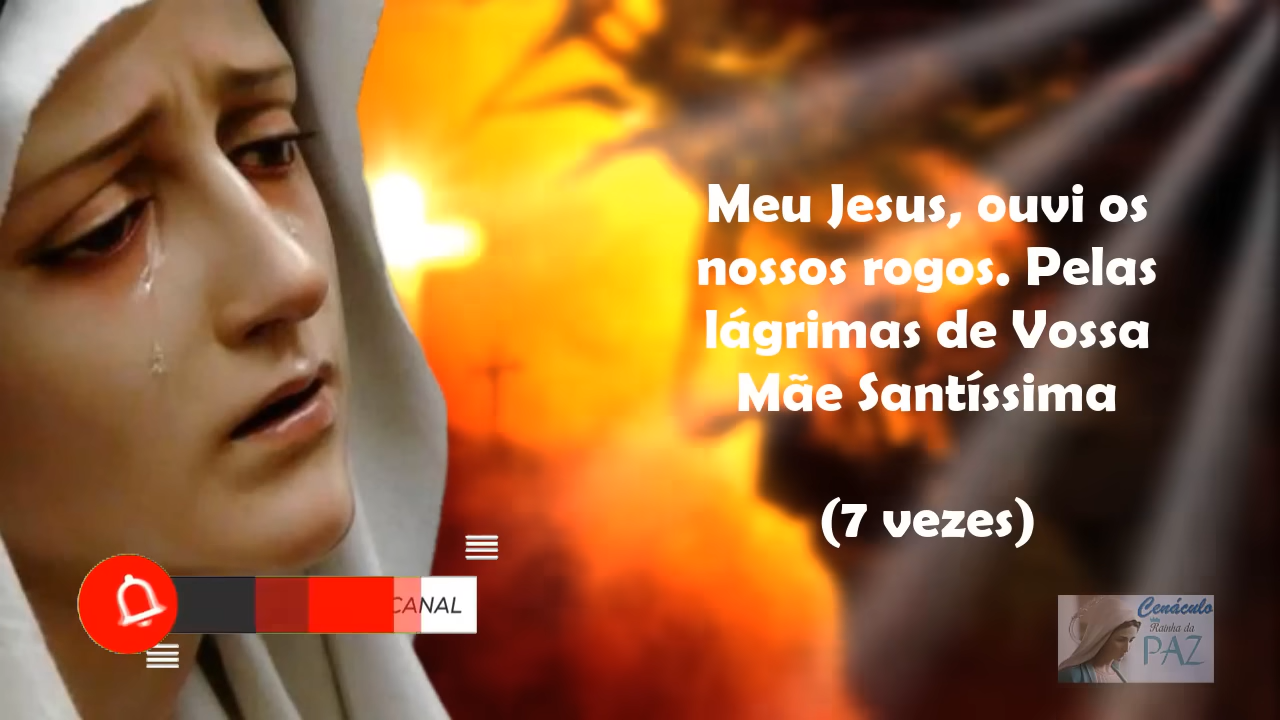 Meu Jesus, ouvi os
nossos rogos. Pelas
lágrimas de Vossa
Mãe Santíssima
(7 vezes)
CANAL
Cenáculo
Rainha da
PAZ